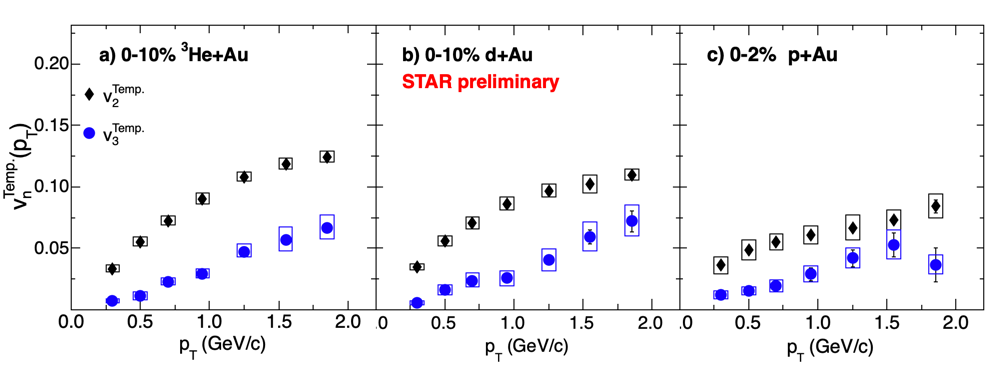 a) 0-10% ³He+Au
b) 0-10% d+Au
c) 0-2% p+Au
STAR preliminary
v₂^Temp.
v₃^Temp.
vₙ^Temp.(p_T)
0.20
0.15
0.10
0.05
0.0 0.5 1.0 1.5 2.0
.0 0.5 1.0 1.5 2.0
.0 0.5 1.0 1.5 2.0
p_T (GeV/c)
p_T (GeV/c)
p_T (GeV/c)